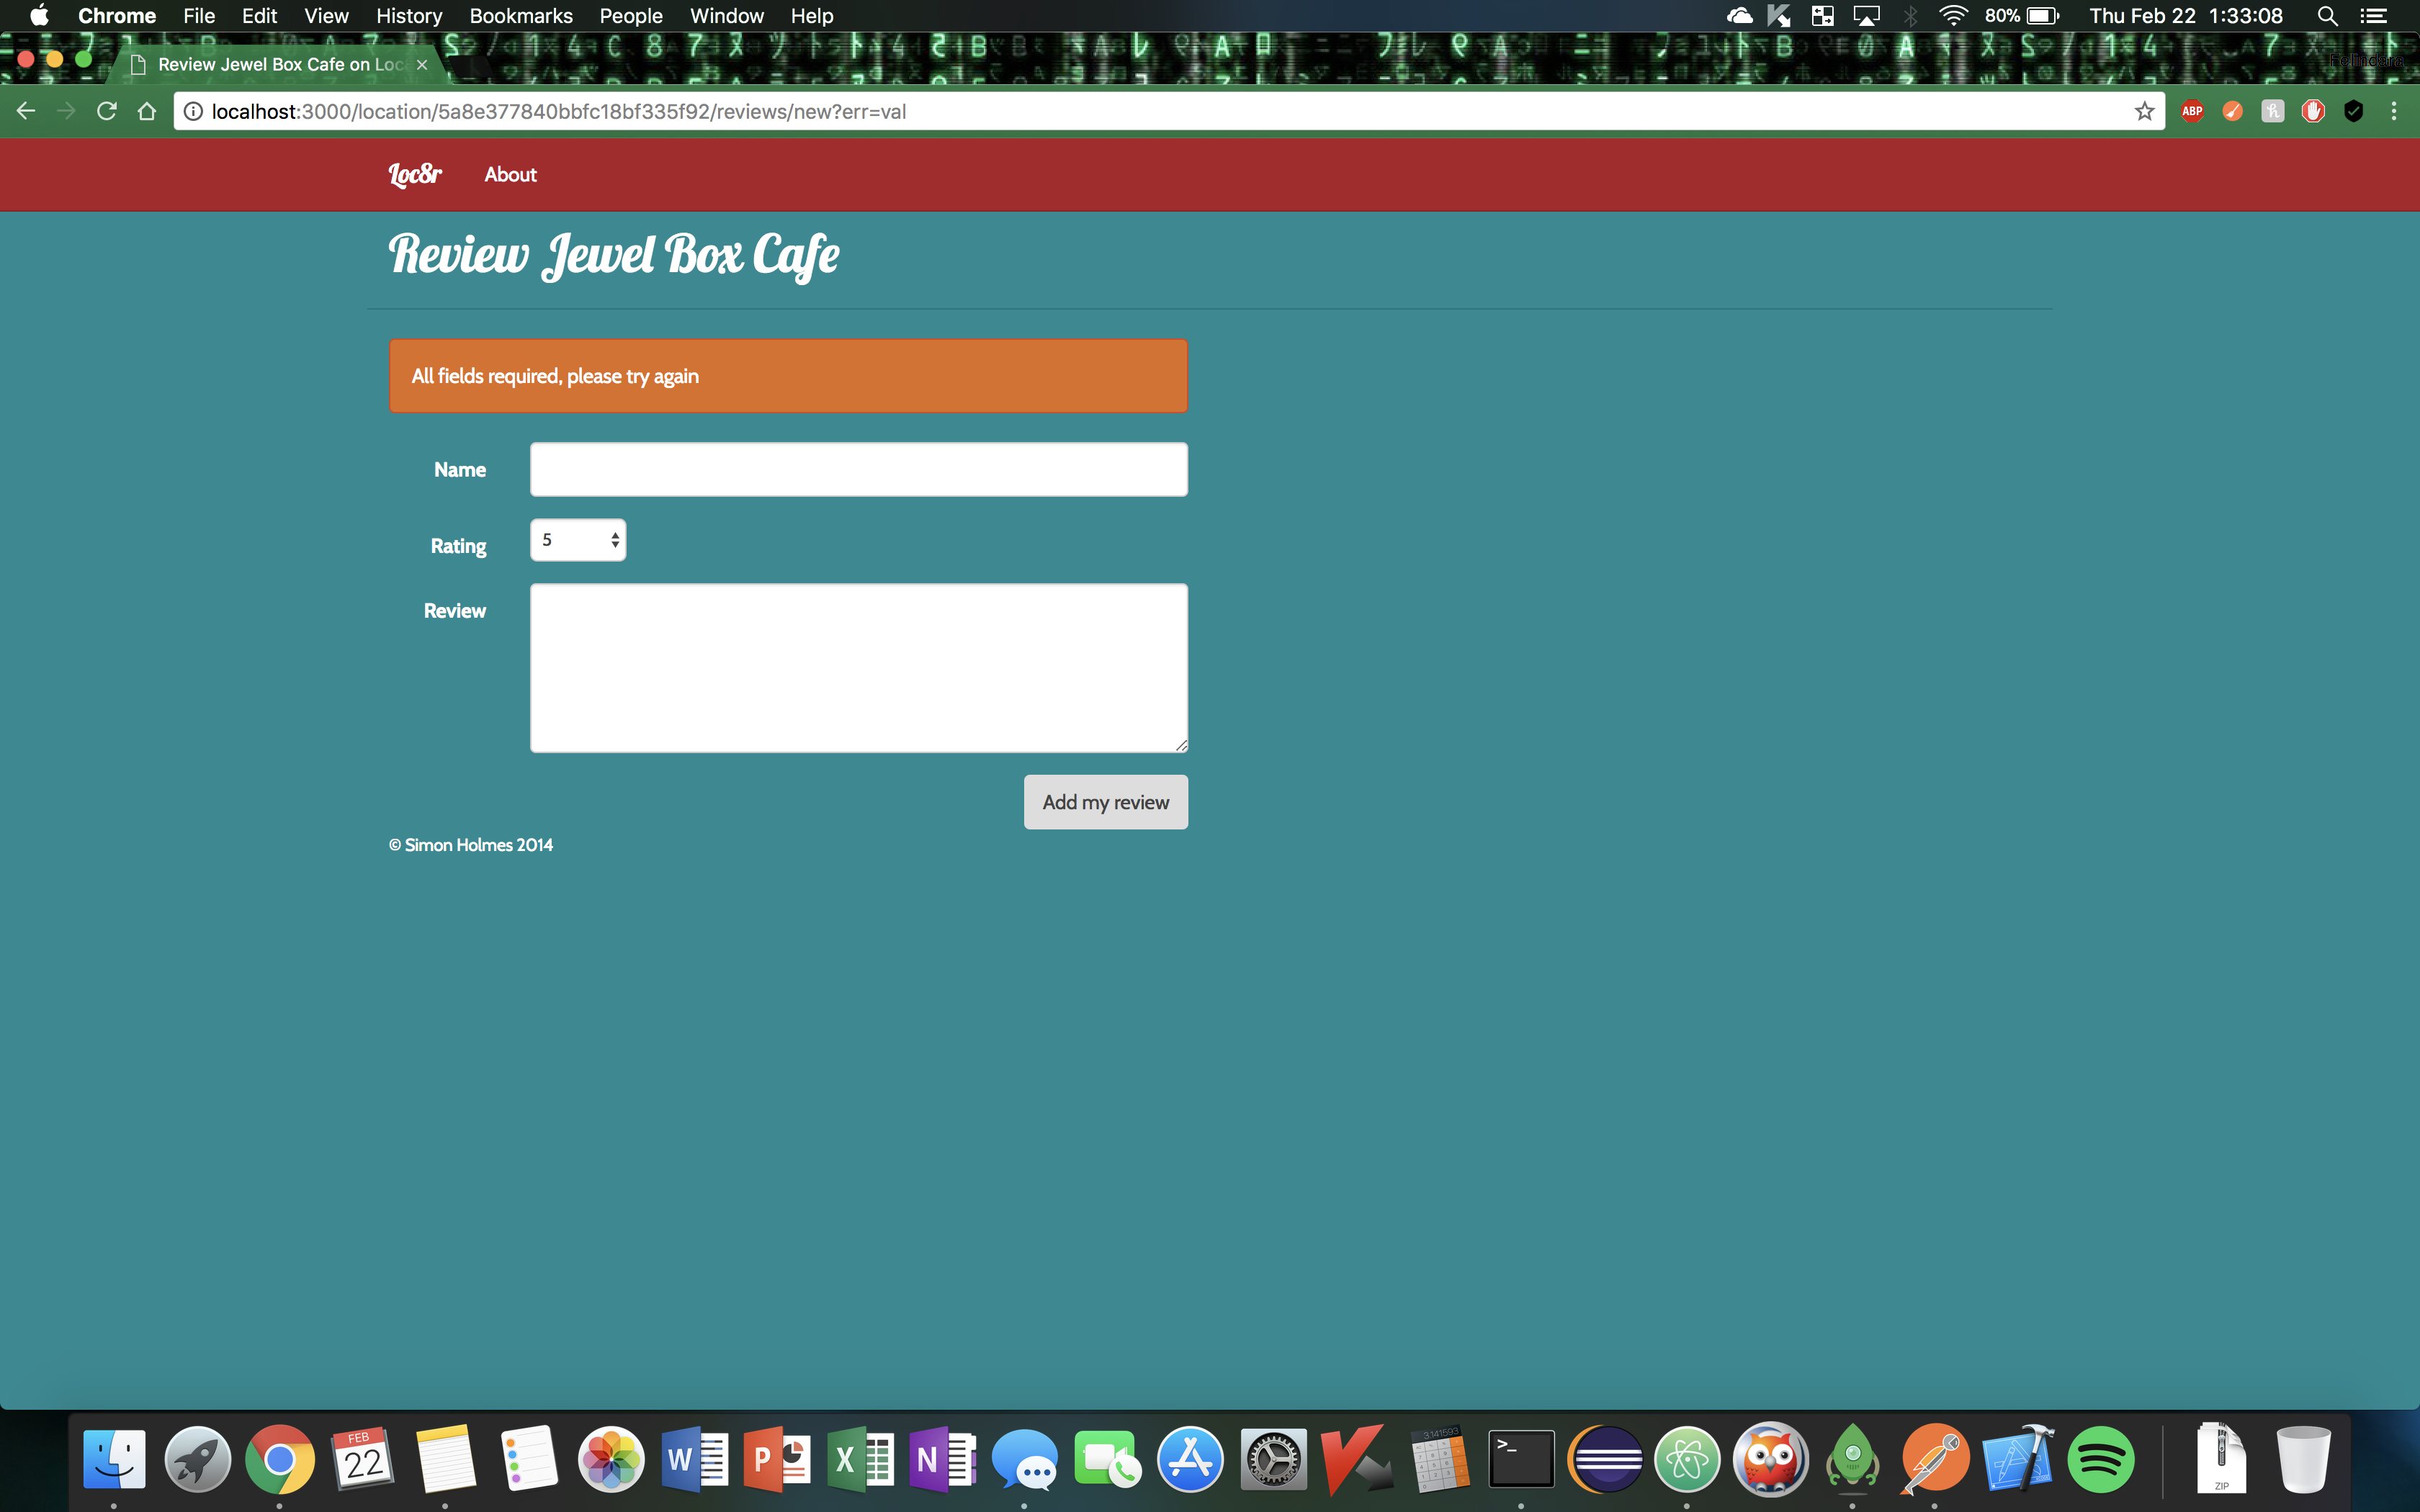 Chrome File Edit View History Bookmarks People Window Help 80% Thu Feb 22 1:33:08
Review Jewel Box Cafe on Loc
localhost:3000/location/5a8e377840bbfc18bf335f92/reviews/new?err=val
ABP
Loc8r About
Review Jewel Box Cafe
All fields required, please try again
Name
Rating 5
Review
Add my review
© Simon Holmes 2014
FEB
22
W
P
X
N
3.141593
>_
ZIP